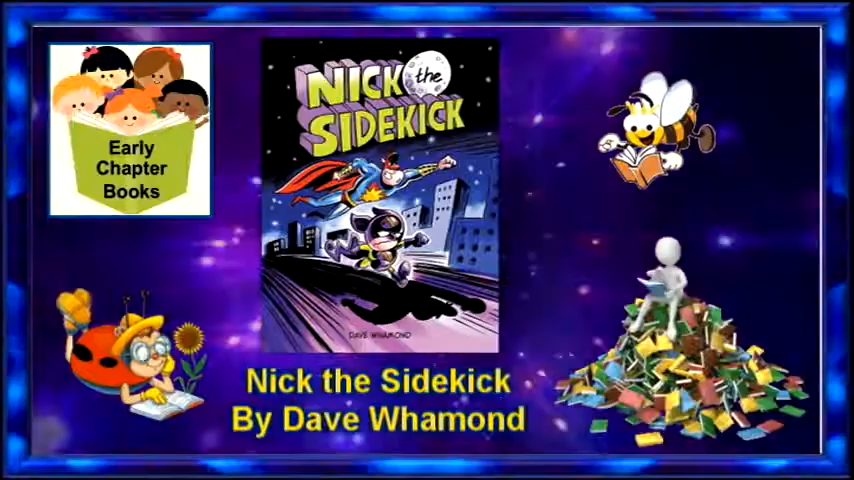 Early
Chapter
Books
NICK the
SIDEKICK
DAVE WHAMOND
Nick the Sidekick
By Dave Whamond